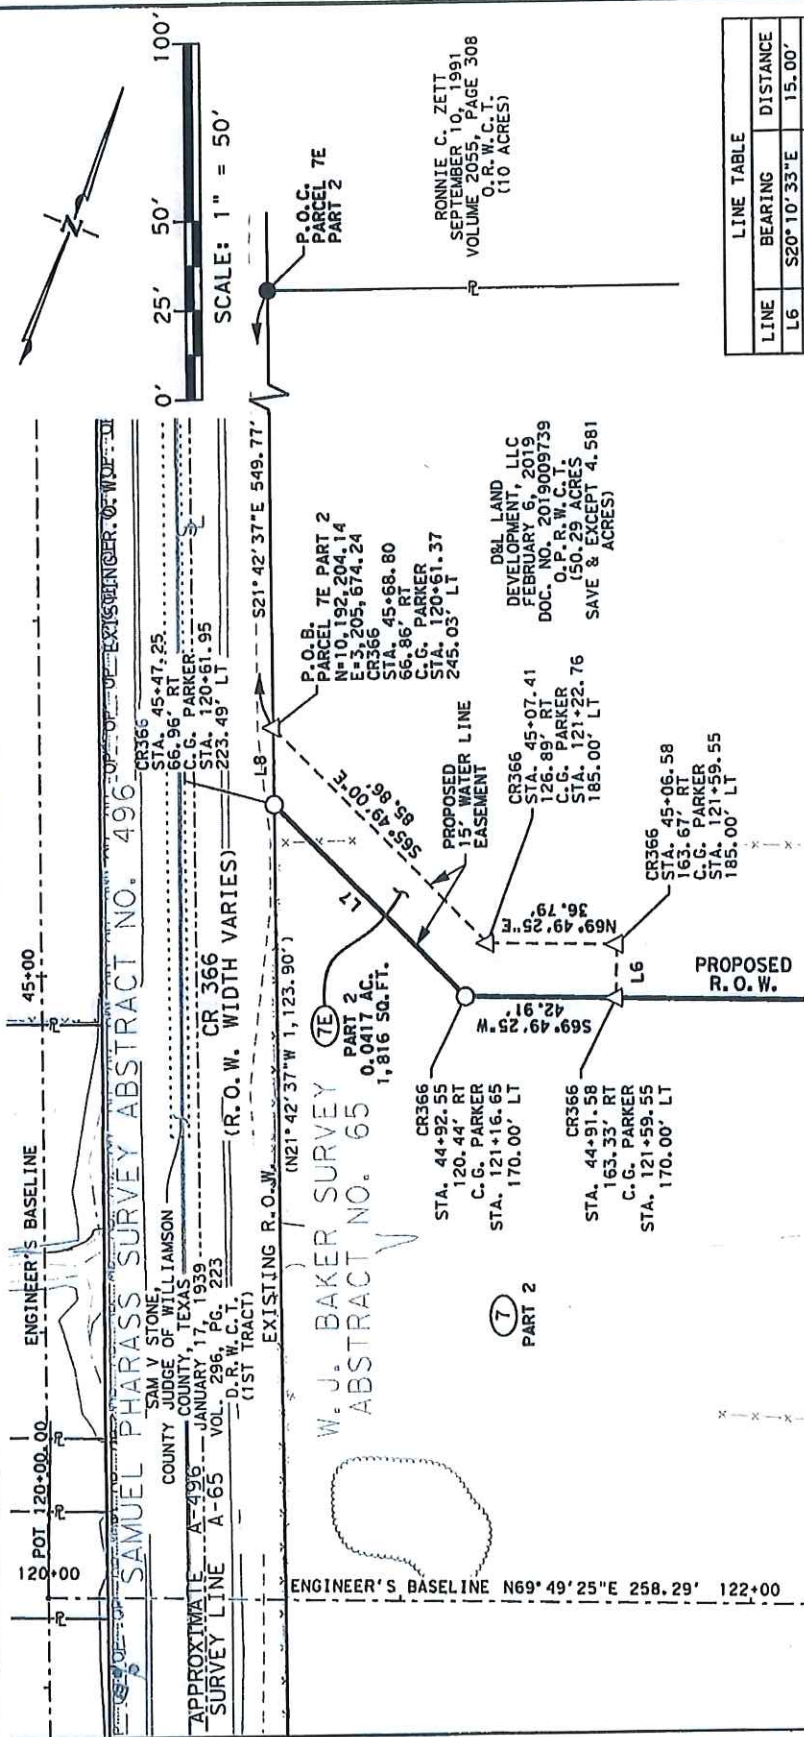 ENGINEER'S BASELINE
45+00
POT 120+00.00
120+00
SAMUEL PHARASS SURVEY ABSTRACT NO. 496
SAM V STONE,
COUNTY JUDGE OF WILLIAMSON
COUNTY, TEXAS
JANUARY 17, 1939
VOL. 296, PG. 223
D.R.W.C.T.
(1ST TRACT)
APPROXIMATE A-496
SURVEY LINE A-65
CR 366
(R.O.W. WIDTH VARIES)
EXISTING R.O.W.
(N21°42'37"W 1,123.90')
CR366
STA. 45+47.25
66.96' RT
C.G. PARKER
STA. 120+61.95
223.49' LT
L8
S21°42'37"E 549.77'
N
0'
25'
50'
100'
SCALE: 1" = 50'
P.O.C.
PARCEL 7E
PART 2
RONNIE C. ZETT
SEPTEMBER 10, 1991
VOLUME 2055, PAGE 308
O.R.W.C.T.
(10 ACRES)
P.O.B.
PARCEL 7E PART 2
N=10,192,204.14
E=3,205,674.24
CR366
STA. 45+68.80
66.86' RT
C.G. PARKER
STA. 120+61.37
245.03' LT
W. J. BAKER SURVEY
ABSTRACT NO. 65
7E
PART 2
0.0417 AC.
1,816 SQ.FT.
L7
S65°49'00"E
85.86'
PROPOSED
15' WATER LINE
EASEMENT
D&L LAND
DEVELOPMENT, LLC
FEBRUARY 6, 2019
DOC. NO. 2019009739
O.P.R.W.C.T.
(50.29 ACRES
SAVE & EXCEPT 4.581
ACRES)
CR366
STA. 45+07.41
126.89' RT
C.G. PARKER
STA. 121+22.76
185.00' LT
CR366
STA. 44+92.55
120.44' RT
C.G. PARKER
STA. 121+16.65
170.00' LT
S69°49'25"W
42.91'
N69°49'25"E
36.79'
CR366
STA. 45+06.58
163.67' RT
C.G. PARKER
STA. 121+59.55
185.00' LT
CR366
STA. 44+91.58
163.33' RT
C.G. PARKER
STA. 121+59.55
170.00' LT
L6
PROPOSED
R.O.W.
7
PART 2
ENGINEER'S BASELINE N69°49'25"E 258.29' 122+00
LINE TABLE
LINE BEARING DISTANCE
L6 S20°10'33"E 15.00'